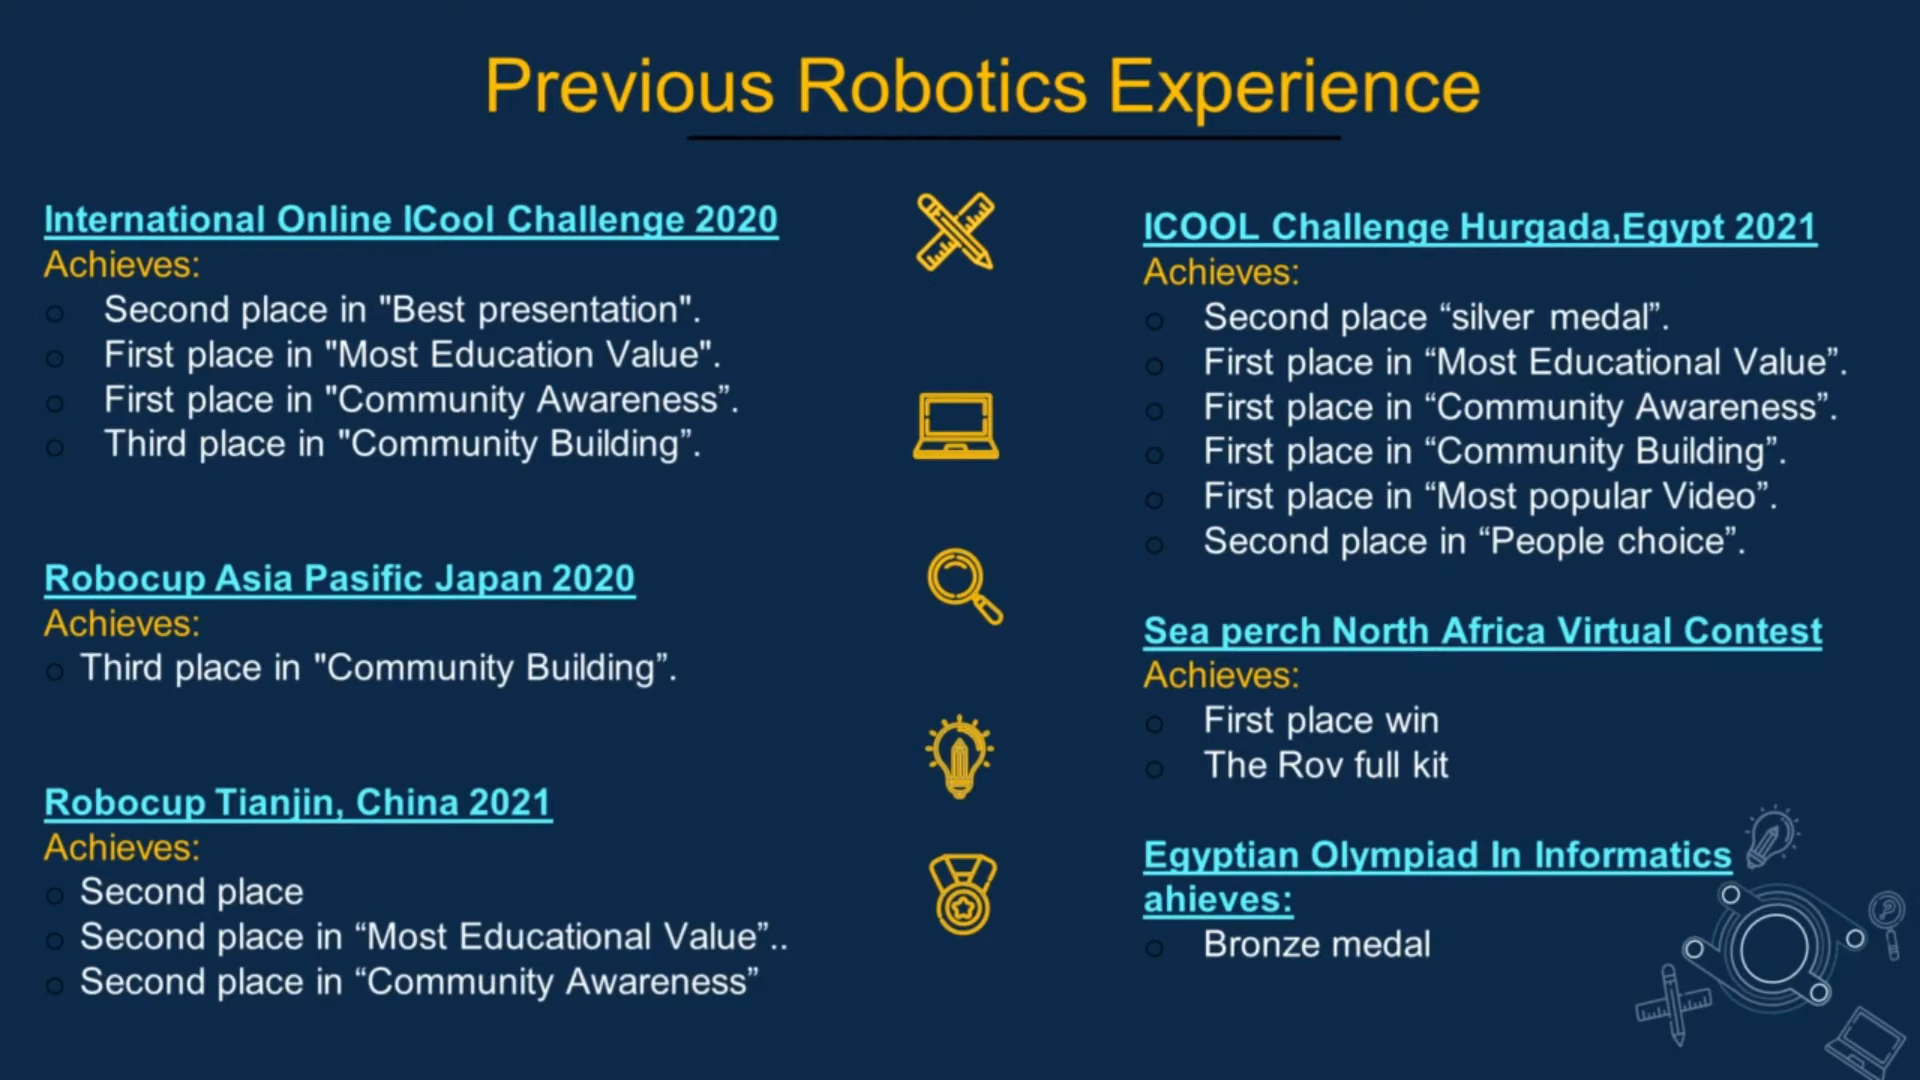 Previous Robotics Experience
International Online ICool Challenge 2020
Achieves:
Second place in "Best presentation".
First place in "Most Education Value".
First place in "Community Awareness”.
Third place in "Community Building”.
Robocup Asia Pasific Japan 2020
Achieves:
Third place in "Community Building”.
Robocup Tianjin, China 2021
Achieves:
Second place
Second place in “Most Educational Value”..
Second place in “Community Awareness”
ICOOL Challenge Hurgada,Egypt 2021
Achieves:
Second place “silver medal”.
First place in “Most Educational Value”.
First place in “Community Awareness”.
First place in “Community Building”.
First place in “Most popular Video”.
Second place in “People choice”.
Sea perch North Africa Virtual Contest
Achieves:
First place win
The Rov full kit
Egyptian Olympiad In Informatics
ahieves:
Bronze medal